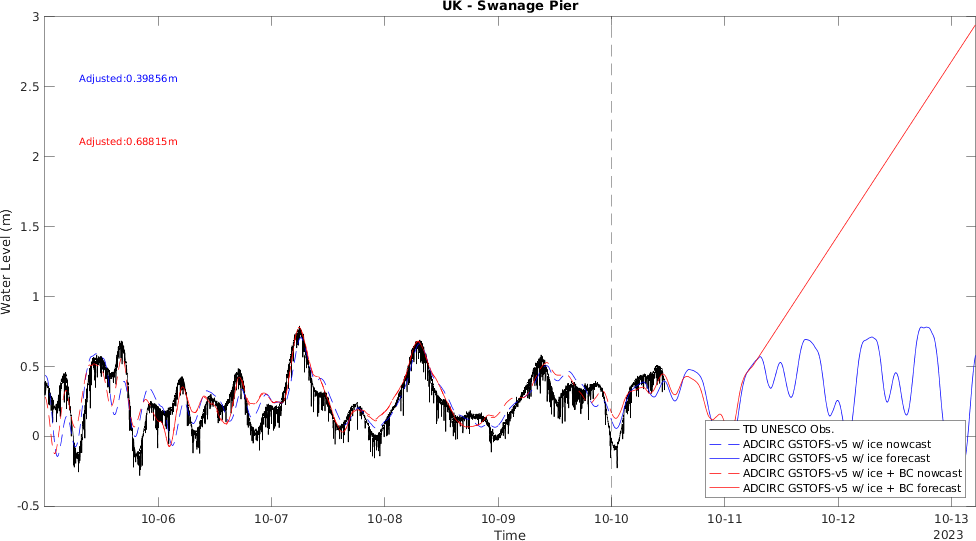 UK - Swanage Pier
3
2.5
2
1.5
1
0.5
0
-0.5
Water Level (m)
Adjusted:0.39856m
Adjusted:0.68815m
TD UNESCO Obs.
ADCIRC GSTOFS-v5 w/ ice nowcast
ADCIRC GSTOFS-v5 w/ ice forecast
ADCIRC GSTOFS-v5 w/ ice + BC nowcast
ADCIRC GSTOFS-v5 w/ ice + BC forecast
10-06 10-07 10-08 10-09 10-10 10-11 10-12 10-13
Time
2023